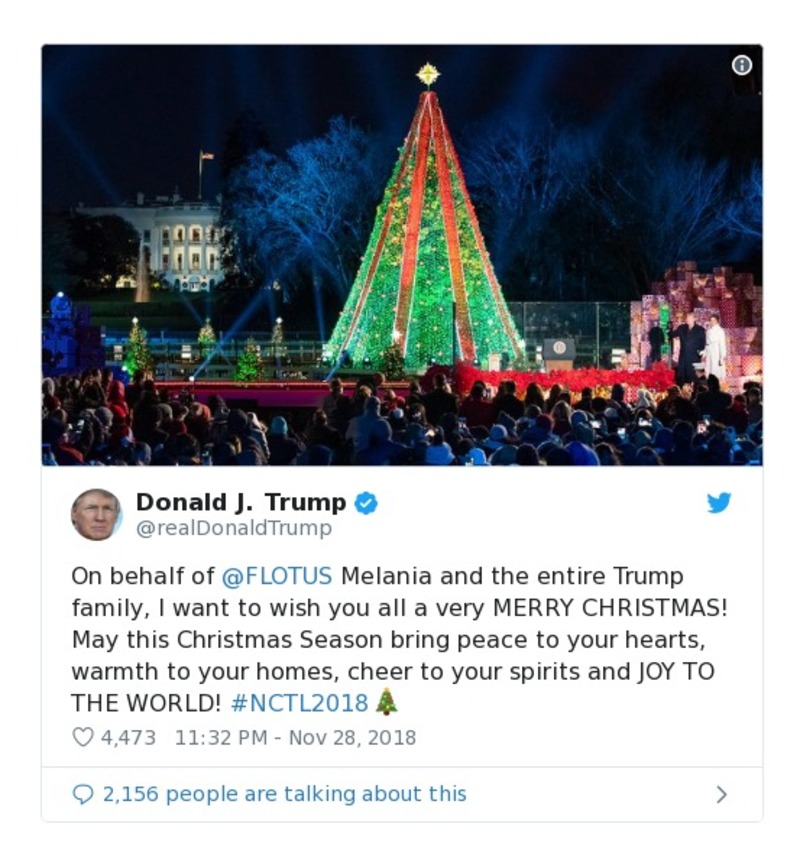 Donald J. Trump
@realDonaldTrump
On behalf of @FLOTUS Melania and the entire Trump
family, I want to wish you all a very MERRY CHRISTMAS!
May this Christmas Season bring peace to your hearts,
warmth to your homes, cheer to your spirits and JOY TO
THE WORLD! #NCTL2018🎄
4,473 11:32 PM - Nov 28, 2018
2,156 people are talking about this